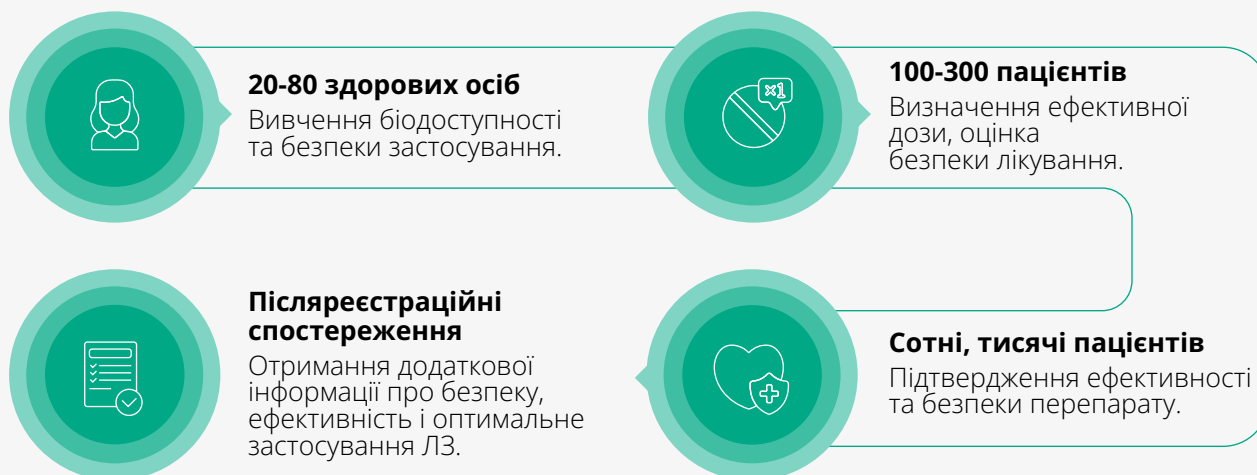 20-80 здорових осіб
Вивчення біодоступності
та безпеки застосування.
×1
100-300 пацієнтів
Визначення ефективної
дози, оцінка
безпеки лікування.
Післяреєстраційні
спостереження
Отримання додаткової
інформації про безпеку,
ефективність і оптимальне
застосування ЛЗ.
Сотні, тисячі пацієнтів
Підтвердження ефективності
та безпеки перепарату.